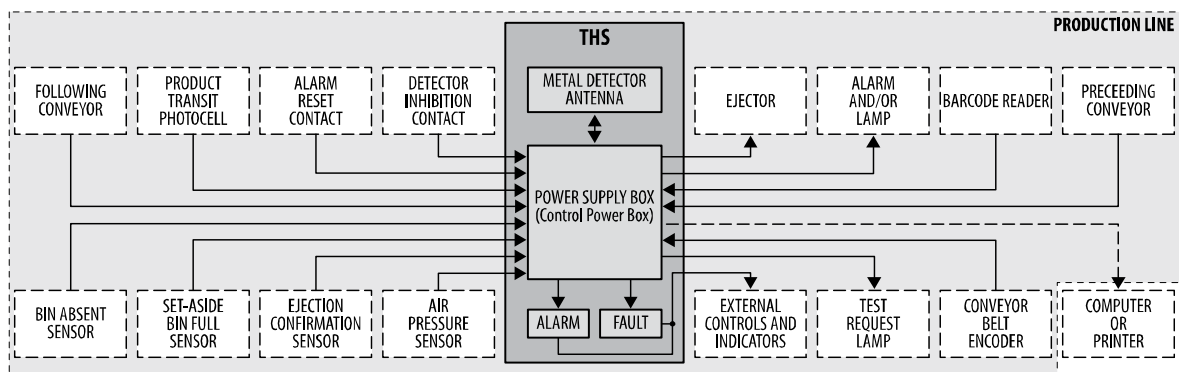 PRODUCTION LINE
THS
FOLLOWING
CONVEYOR
PRODUCT
TRANSIT
PHOTOCELL
ALARM
RESET
CONTACT
DETECTOR
INHIBITION
CONTACT
METAL DETECTOR
ANTENNA
EJECTOR
ALARM
AND/OR
LAMP
BARCODE READER
PRECEEDING
CONVEYOR
POWER SUPPLY BOX
(Control Power Box)
BIN ABSENT
SENSOR
SET-ASIDE
BIN FULL
SENSOR
EJECTION
CONFIRMATION
SENSOR
AIR
PRESSURE
SENSOR
ALARM
FAULT
EXTERNAL
CONTROLS AND
INDICATORS
TEST
REQUEST
LAMP
CONVEYOR
BELT
ENCODER
COMPUTER
OR
PRINTER